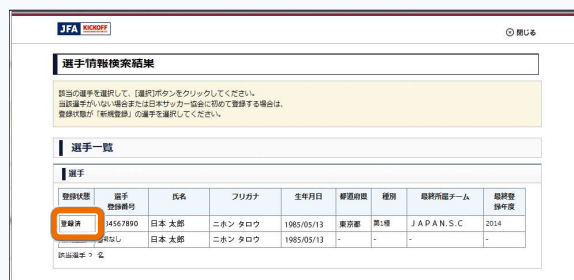 JFA KICKOFF
閉じる
選手情報検索結果
該当の選手を選択して、[選択]ボタンをクリックしてください。
当該選手がいない場合または日本サッカー協会に初めて登録する場合は、
登録状態が「新規登録」の選手を選択してください。
選手一覧
選手
登録状態 選手登録番号 氏名 フリガナ 生年月日 都道府県 種別 最終所属チーム 最終登録年度
登録済 34567890 日本 太郎 ニホン タロウ 1985/05/13 東京都 第1種 JAPAN.S.C 2014
なし 日本 太郎 ニホン タロウ 1985/05/13 - - - -
該当選手 2 名